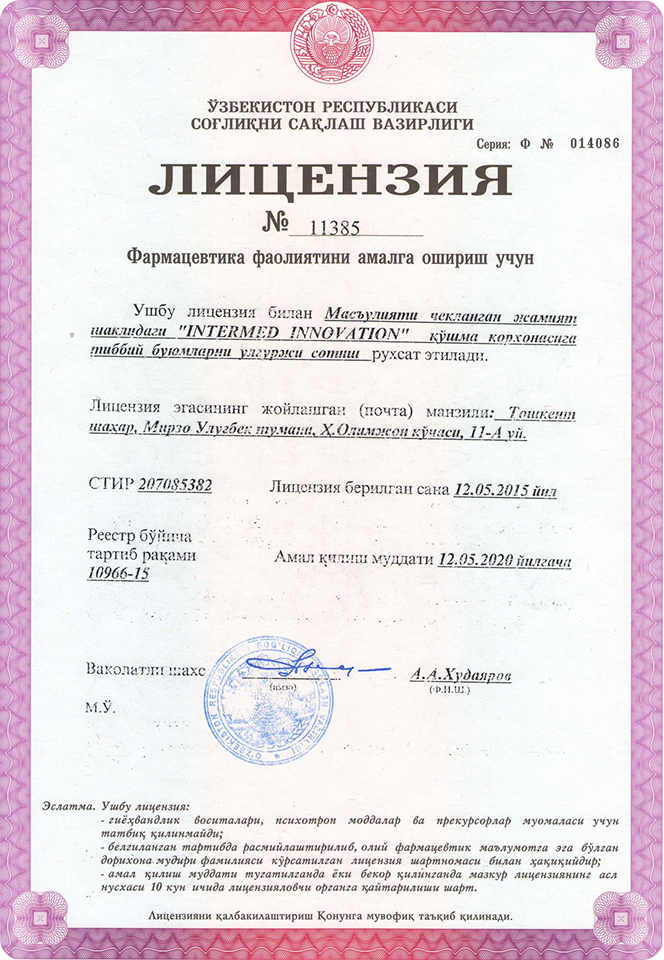 ЎЗБЕКИСТОН РЕСПУБЛИКАСИ
СОҒЛИҚНИ САҚЛАШ ВАЗИРЛИГИ
Серия: Ф № 014086
ЛИЦЕНЗИЯ
№ 11385
Фармацевтика фаолиятини амалга ошириш учун
Ушбу лицензия билан Масъулияти чекланган жамият
шаклидаги "INTERMED INNOVATION" қўшма корхонасига
тиббий буюмларни улгуржи сотиш рухсат этилади.
Лицензия эгасининг жойлашган (почта) манзили: Тошкент
шаҳар, Мирзо Улуғбек тумани, Ҳ.Олимжон кўчаси, 11-А уй.
СТИР 207085382 Лицензия берилган сана 12.05.2015 йил
Реестр бўйича
тартиб рақами
10966-15
Амал қилиш муддати 12.05.2020 йилгача
Ваколатли шахс
(имзо)
А.А.Худаяров
(Ф.И.Ш.)
М.Ў.
Эслатма. Ушбу лицензия:
- гиёҳвандлик воситалари, психотроп моддалар ва прекурсорлар муомаласи учун
татбиқ қилинмайди;
- белгиланган тартибда расмийлаштирилиб, олий фармацевтик маълумотга эга бўлган
дорихона мудири фамилияси кўрсатилган лицензия шартномаси билан ҳақиқийдир;
- амал қилиш муддати тугатилганда ёки бекор қилинганда мазкур лицензиянинг асл
нусхаси 10 кун ичида лицензияловчи органга қайтарилиши шарт.
Лицензияни қалбакилаштириш Қонунга мувофиқ таъқиб қилинади.